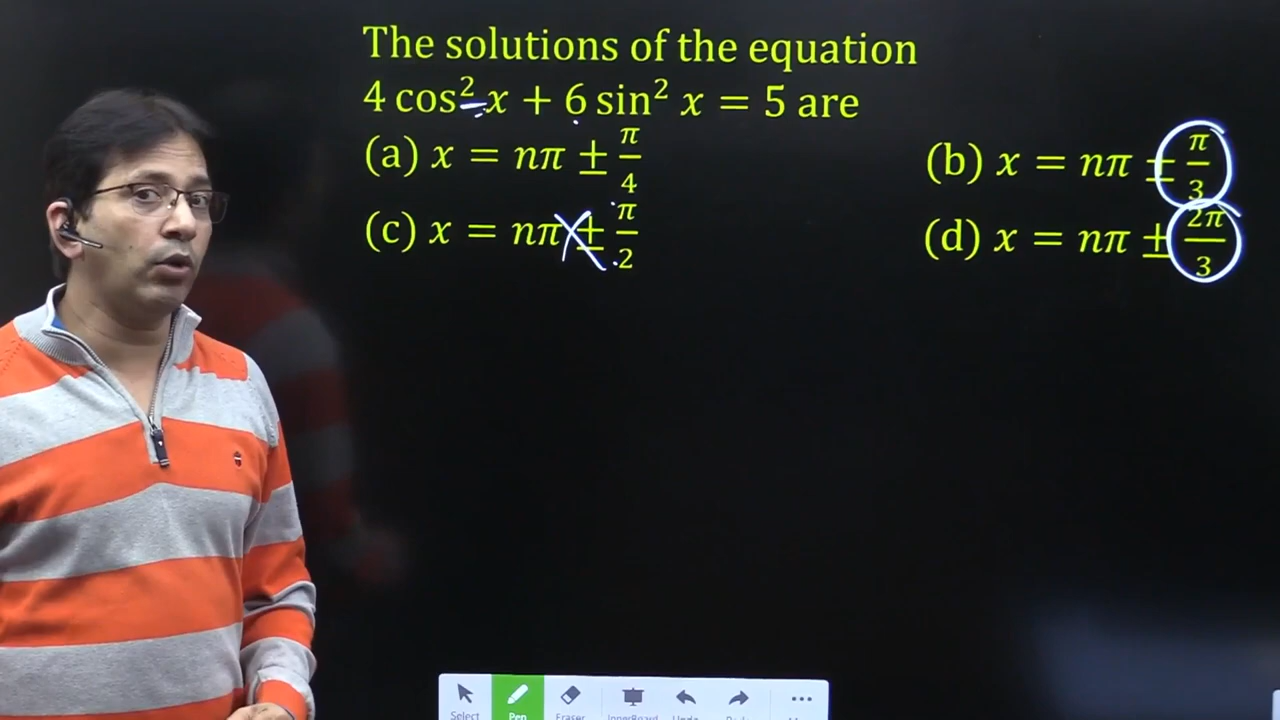 The solutions of the equation
4 cos² x + 6 sin² x = 5 are
(a) x = nπ ± π/4
(b) x = nπ ± π/3
(c) x = nπ ± π/2
(d) x = nπ ± 2π/3
Select Pen Eraser